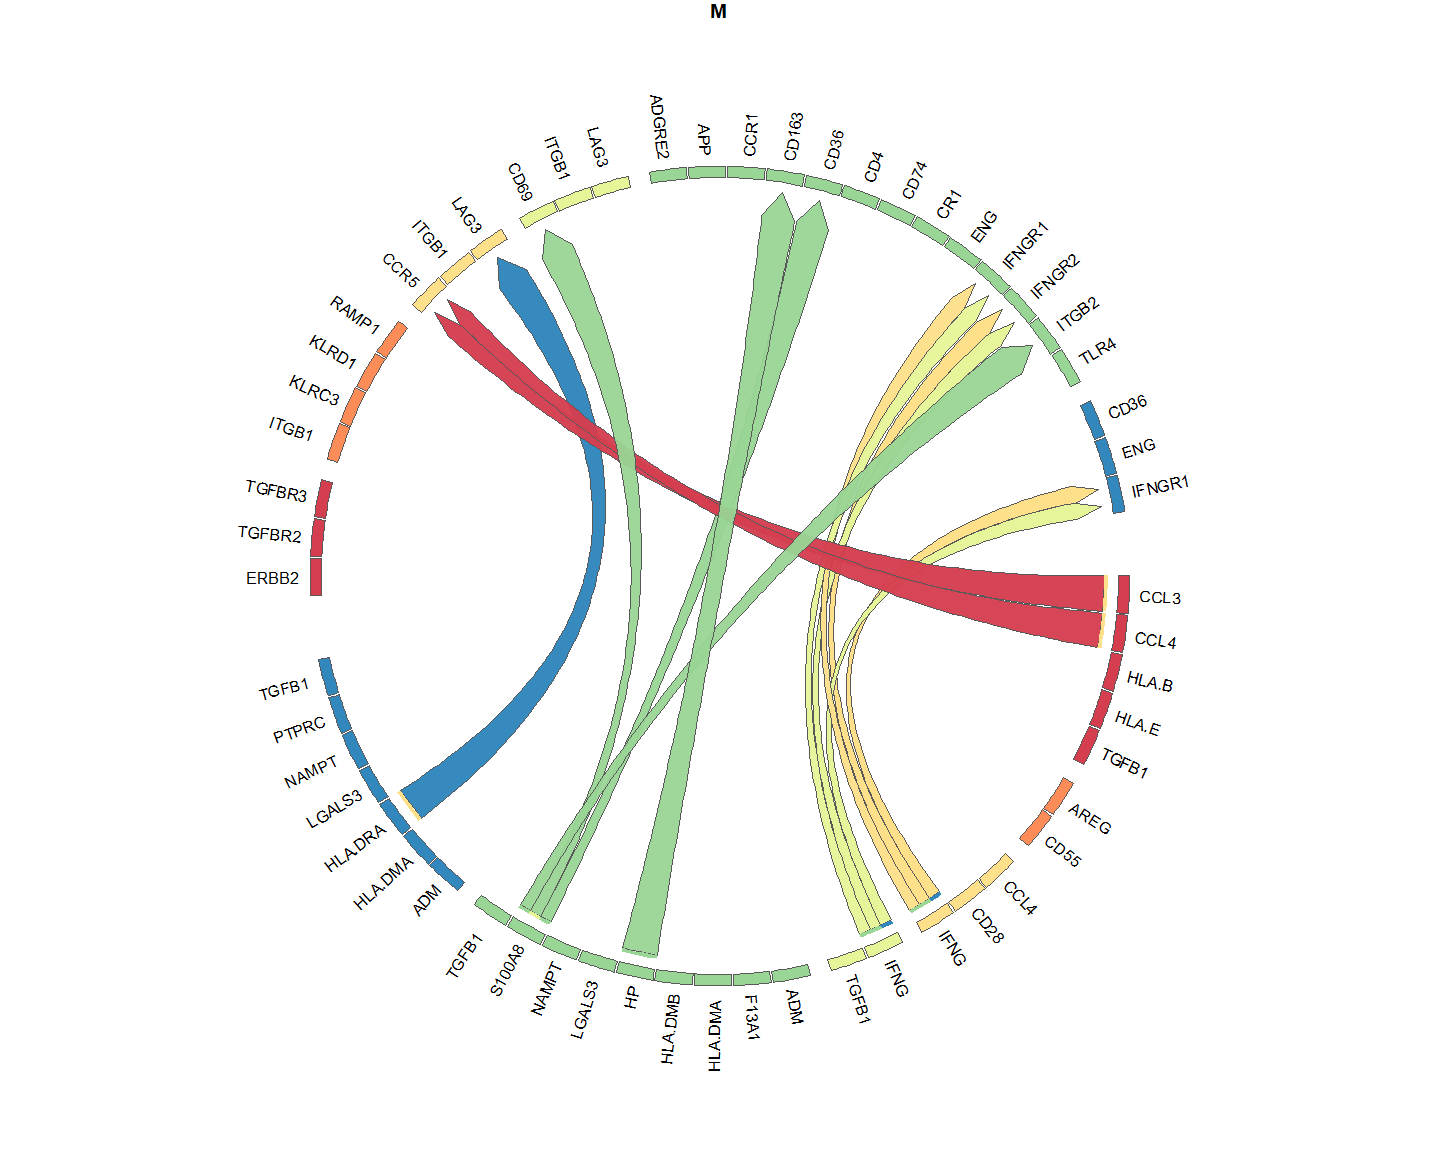 M
ADGRE2
APP
CCR1
CD163
CD36
CD4
CD74
CR1
ENG
IFNGR1
IFNGR2
ITGB2
TLR4
CD36
ENG
IFNGR1
CCL3
CCL4
HLA.B
HLA.E
TGFB1
AREG
CD55
CCL4
CD28
IFNG
IFNG
TGFB1
ADM
F13A1
HLA.DMA
HLA.DMB
HP
LGALS3
NAMPT
S100A8
TGFB1
ADM
HLA.DMA
HLA.DRA
LGALS3
NAMPT
PTPRC
TGFB1
ERBB2
TGFBR2
TGFBR3
ITGB1
KLRC3
KLRD1
RAMP1
CCR5
ITGB1
LAG3
CD69
ITGB1
LAG3